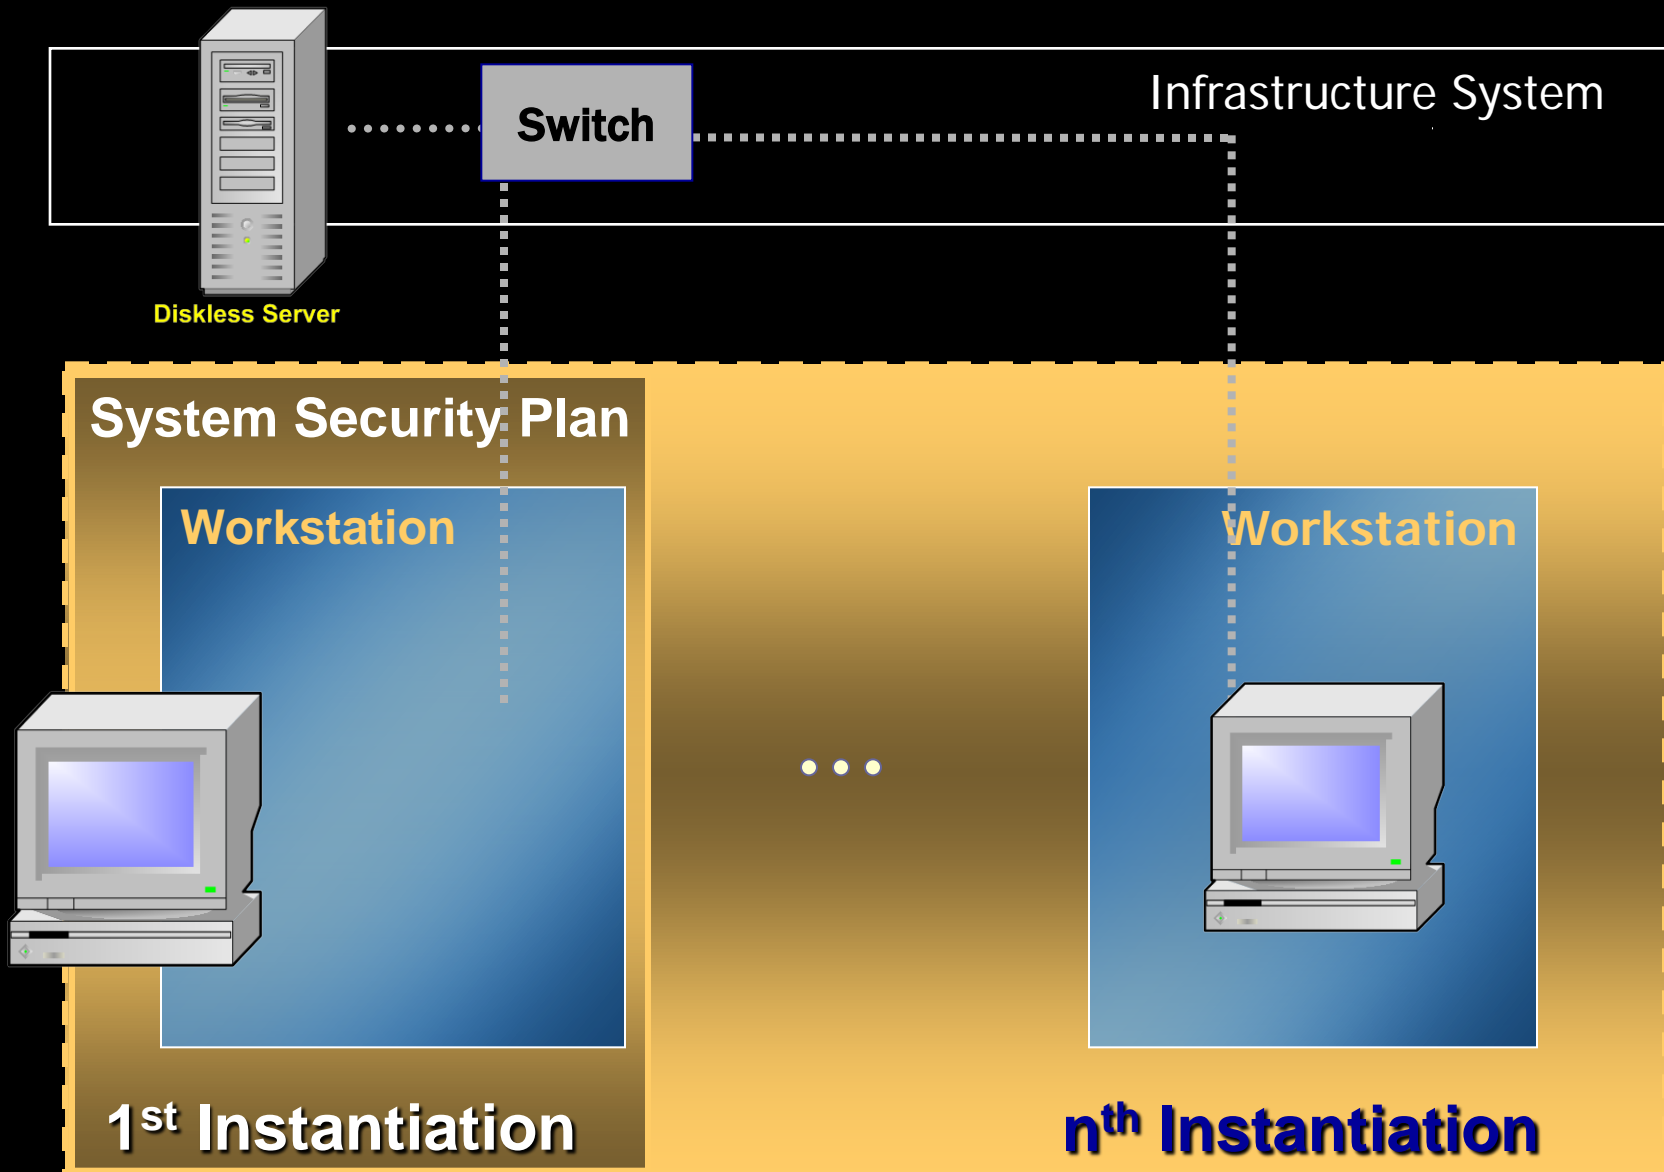 Infrastructure System
Switch
Diskless Server
System Security Plan
Workstation
Workstation
1st Instantiation
nth Instantiation